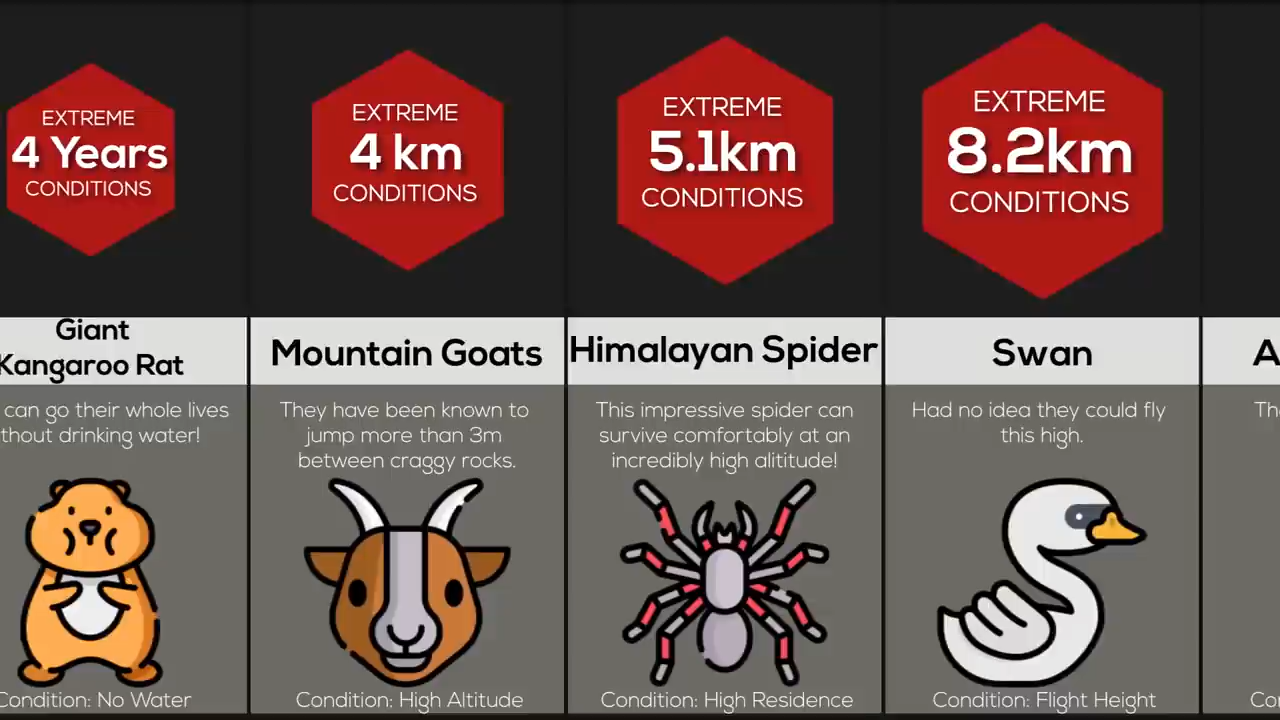 EXTREME
4 Years
CONDITIONS
Giant
Kangaroo Rat
can go their whole lives
thout drinking water!
Condition: No Water
EXTREME
4 km
CONDITIONS
Mountain Goats
They have been known to
jump more than 3m
between craggy rocks.
Condition: High Altitude
EXTREME
5.1km
CONDITIONS
Himalayan Spider
This impressive spider can
survive comfortably at an
incredibly high alititude!
Condition: High Residence
EXTREME
8.2km
CONDITIONS
Swan
Had no idea they could fly
this high.
Condition: Flight Height
A
Th
Co